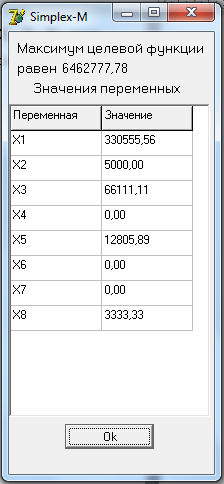 Simplex-M
Максимум целевой функции
равен 6462777,78
Значения переменных
Переменная Значение
X1 330555,56
X2 5000,00
X3 66111,11
X4 0,00
X5 12805,89
X6 0,00
X7 0,00
X8 3333,33
Ok